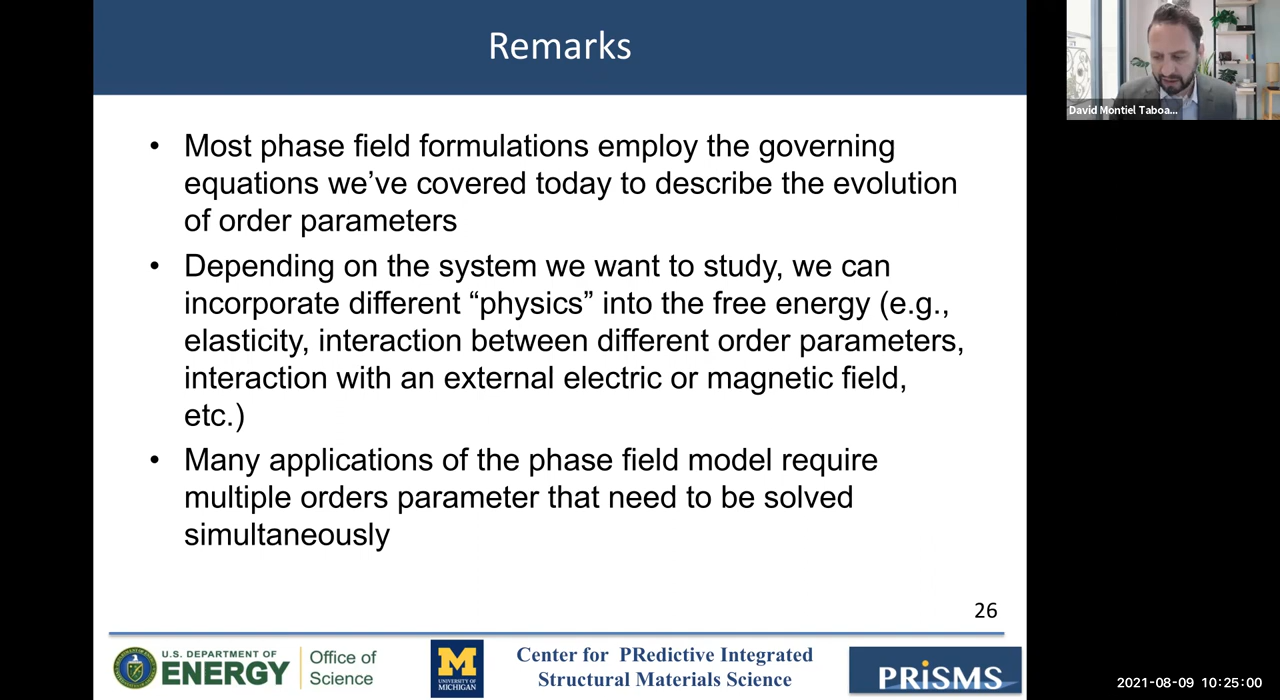 Remarks
David Montiel Taboa...
• Most phase field formulations employ the governing
equations we’ve covered today to describe the evolution
of order parameters
• Depending on the system we want to study, we can
incorporate different “physics” into the free energy (e.g.,
elasticity, interaction between different order parameters,
interaction with an external electric or magnetic field,
etc.)
• Many applications of the phase field model require
multiple orders parameter that need to be solved
simultaneously
26
U.S. DEPARTMENT OF
ENERGY
Office of
Science
M
UNIVERSITY OF
MICHIGAN
Center for PRedictive Integrated
Structural Materials Science
PRiSMS
2021-08-09 10:25:00